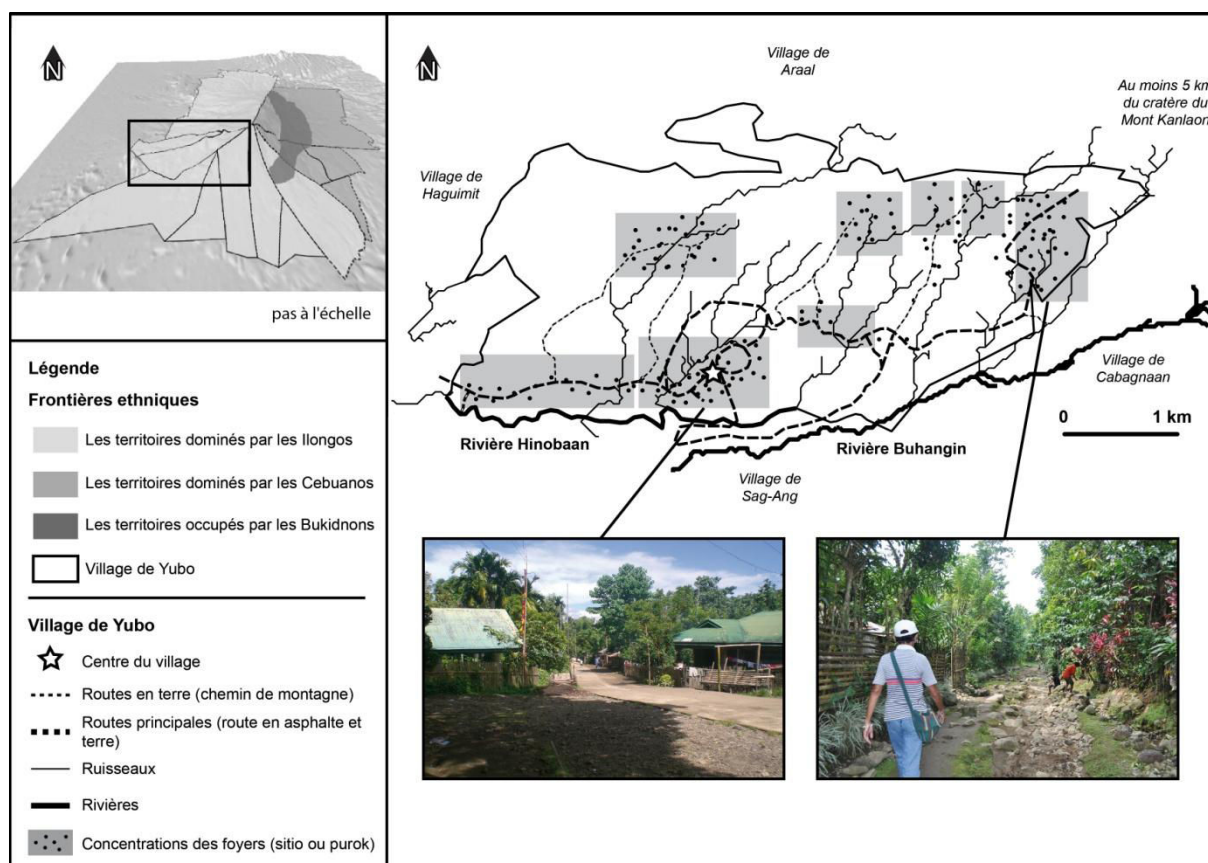 N
pas à l'échelle
Légende
Frontières ethniques
Les territoires dominés par les Ilongos
Les territoires dominés par les Cebuanos
Les territoires occupés par les Bukidnons
Village de Yubo
Village de Yubo
Centre du village
Routes en terre (chemin de montagne)
Routes principales (route en asphalte et
terre)
Ruisseaux
Rivières
Concentrations des foyers (sitio ou purok)
N
Village de
Araal
Au moins 5 km
du cratère du
Mont Kanlaon
Village de
Haguimit
Village de
Cabagnaan
0 1 km
Rivière Hinobaan
Rivière Buhangin
Village de
Sag-Ang